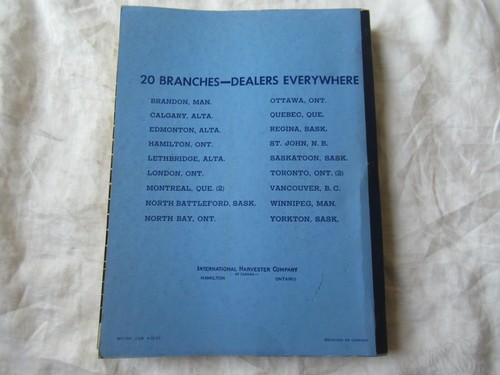 20 BRANCHES—DEALERS EVERYWHERE
BRANDON, MAN.
CALGARY, ALTA.
EDMONTON, ALTA.
HAMILTON, ONT.
LETHBRIDGE, ALTA.
LONDON, ONT.
MONTREAL, QUE. (2)
NORTH BATTLEFORD, SASK.
NORTH BAY, ONT.
OTTAWA, ONT.
QUEBEC, QUE.
REGINA, SASK.
ST. JOHN, N. B.
SASKATOON, SASK.
TORONTO, ONT. (2)
VANCOUVER, B. C.
WINNIPEG, MAN.
YORKTON, SASK.
INTERNATIONAL HARVESTER COMPANY
OF CANADA
HAMILTON ONTARIO